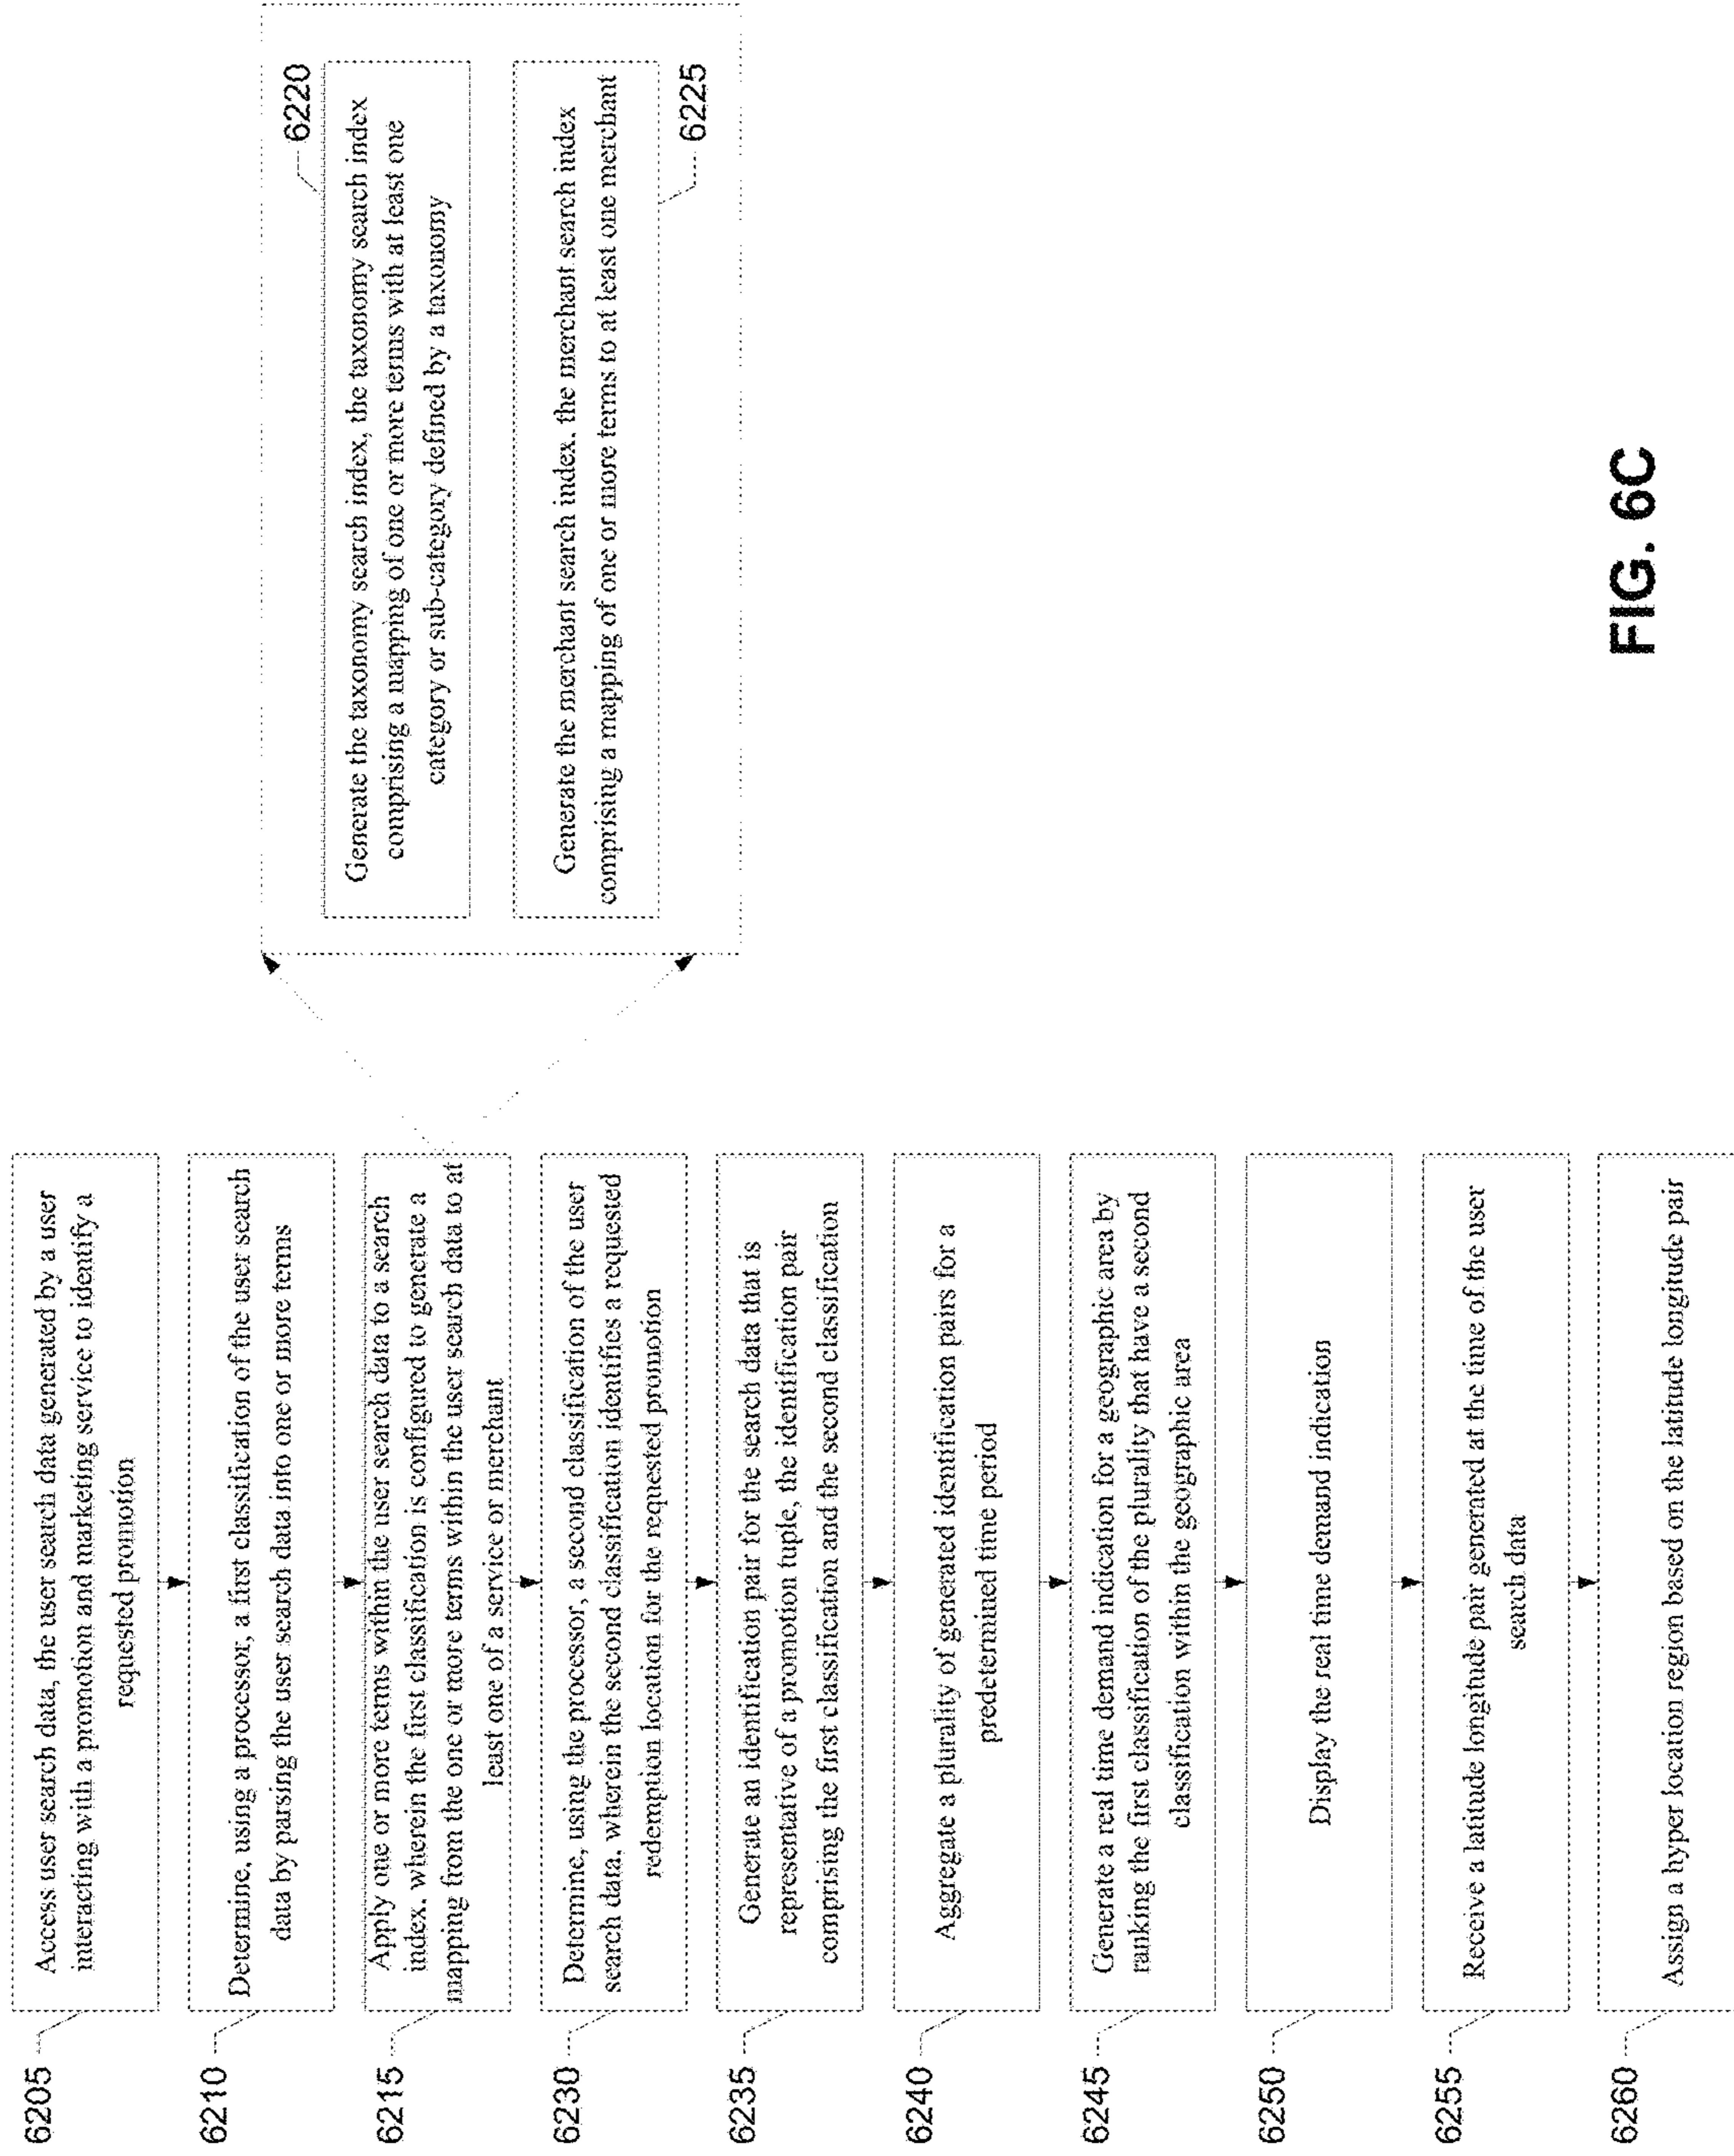 6205
Access user search data, the user search data generated by a user
interacting with a promotion and marketing service to identify a
requested promotion
6210
Determine, using a processor, a first classification of the user search
data by parsing the user search data into one or more terms
6215
Apply one or more terms within the user search data to a search
index, wherein the first classification is configured to generate a
mapping from the one or more terms within the user search data to at
least one of a service or merchant
6220
Generate the taxonomy search index, the taxonomy search index
comprising a mapping of one or more terms with at least one
category or sub-category defined by a taxonomy
Generate the merchant search index, the merchant search index
comprising a mapping of one or more terms to at least one merchant
6225
6230
Determine, using the processor, a second classification of the user
search data, wherein the second classification identifies a requested
redemption location for the requested promotion
6235
Generate an identification pair for the search data that is
representative of a promotion tuple, the identification pair
comprising the first classification and the second classification
6240
Aggregate a plurality of generated identification pairs for a
predetermined time period
6245
Generate a real time demand indication for a geographic area by
ranking the first classification of the plurality that have a second
classification within the geographic area
6250
Display the real time demand indication
6255
Receive a latitude longitude pair generated at the time of the user
search data
6260
Assign a hyper location region based on the latitude longitude pair
FIG. 6C